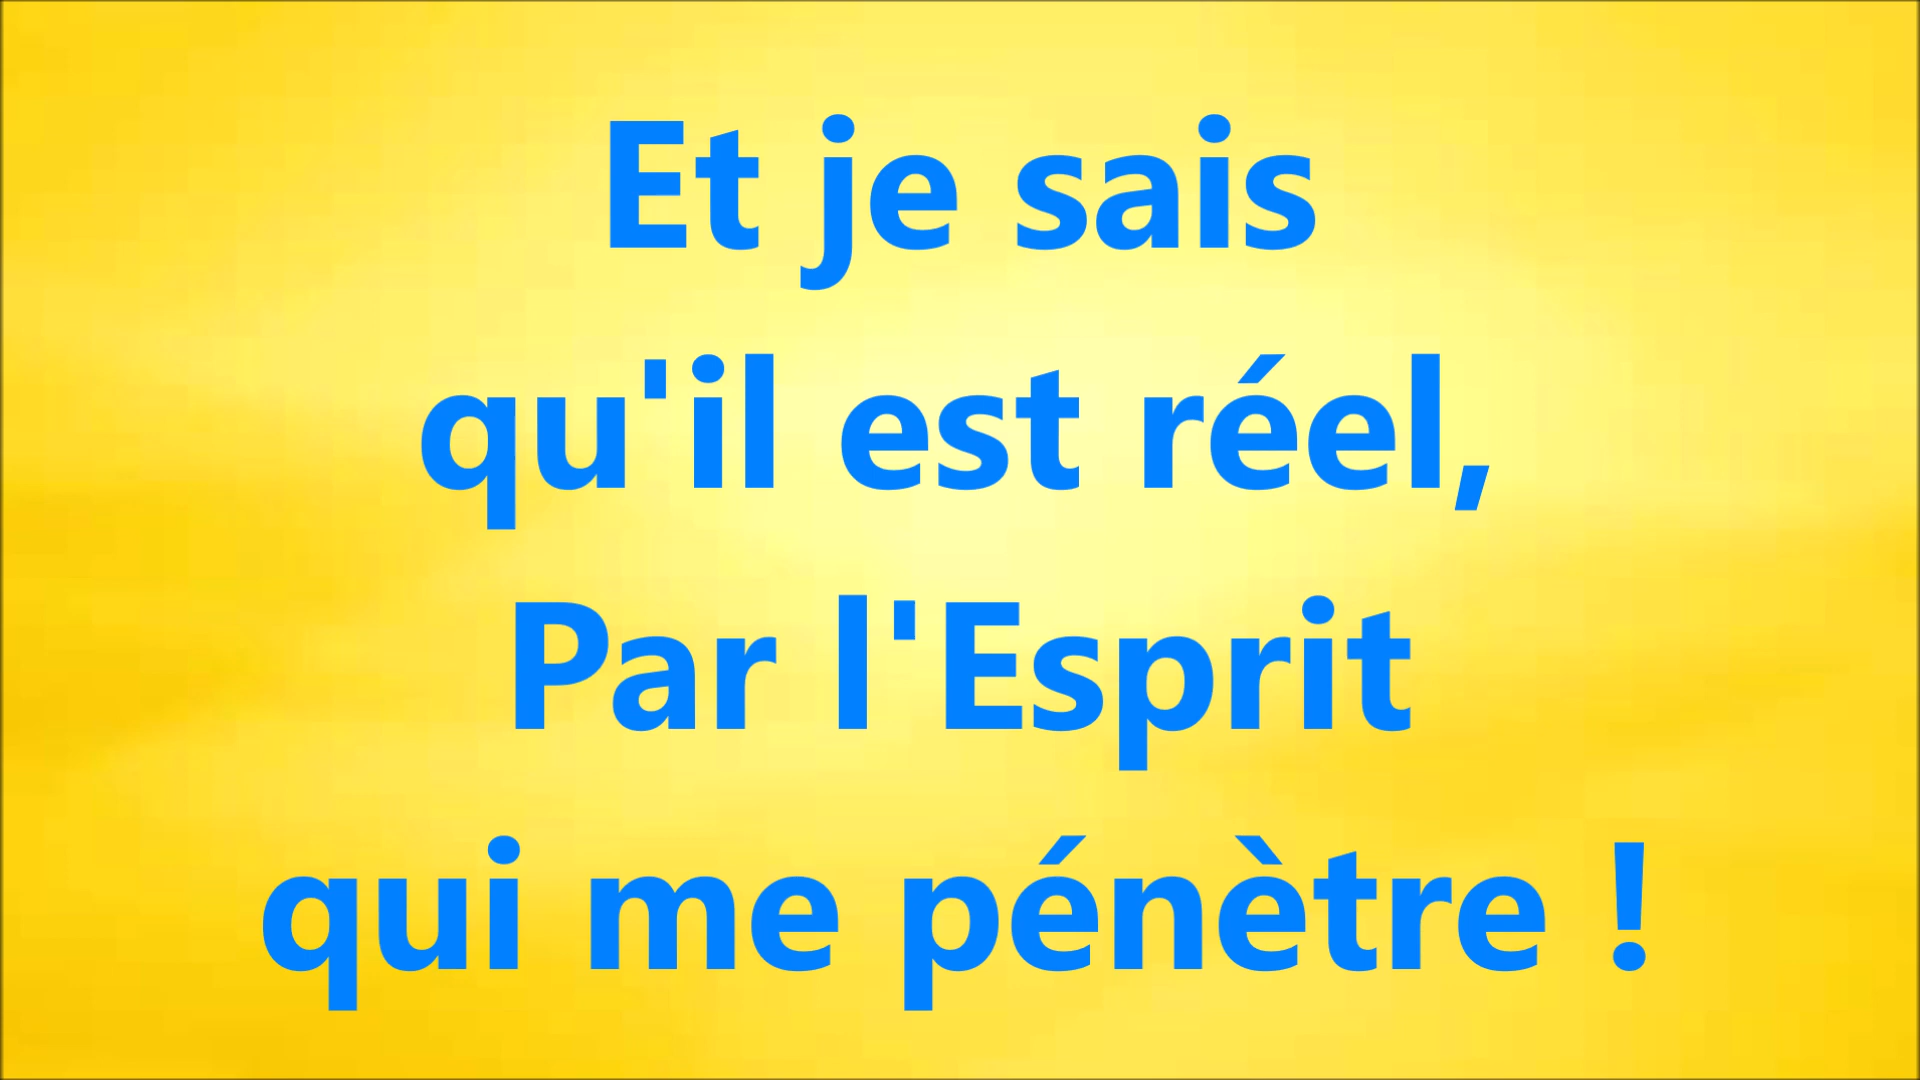 Et je sais
qu'il est réel,
Par l'Esprit
qui me pénètre !